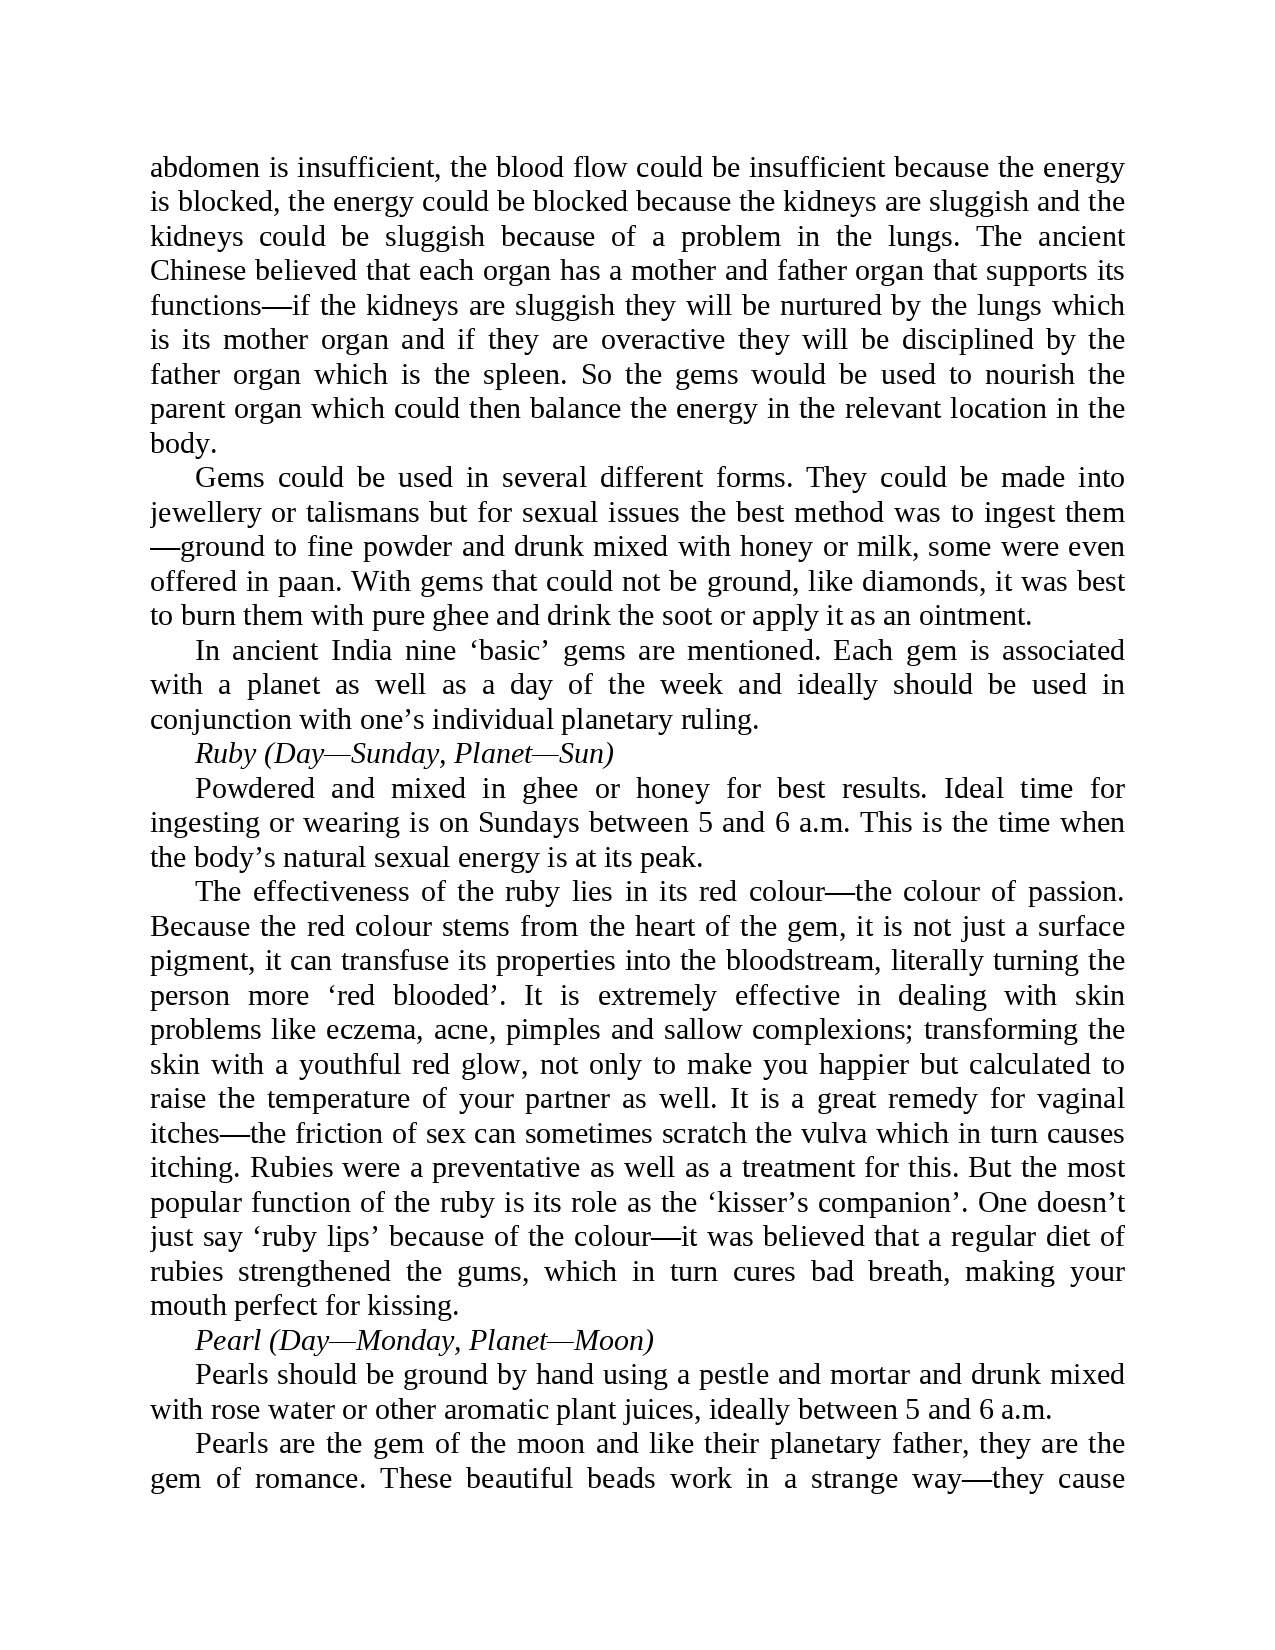 abdomen is insufficient, the blood flow could be insufficient because the energy
is blocked, the energy could be blocked because the kidneys are sluggish and the
kidneys could be sluggish because of a problem in the lungs. The ancient
Chinese believed that each organ has a mother and father organ that supports its
functions—if the kidneys are sluggish they will be nurtured by the lungs which
is its mother organ and if they are overactive they will be disciplined by the
father organ which is the spleen. So the gems would be used to nourish the
parent organ which could then balance the energy in the relevant location in the
body.
Gems could be used in several different forms. They could be made into
jewellery or talismans but for sexual issues the best method was to ingest them
—ground to fine powder and drunk mixed with honey or milk, some were even
offered in paan. With gems that could not be ground, like diamonds, it was best
to burn them with pure ghee and drink the soot or apply it as an ointment.
In ancient India nine ‘basic’ gems are mentioned. Each gem is associated
with a planet as well as a day of the week and ideally should be used in
conjunction with one’s individual planetary ruling.
Ruby (Day—Sunday, Planet—Sun)
Powdered and mixed in ghee or honey for best results. Ideal time for
ingesting or wearing is on Sundays between 5 and 6 a.m. This is the time when
the body’s natural sexual energy is at its peak.
The effectiveness of the ruby lies in its red colour—the colour of passion.
Because the red colour stems from the heart of the gem, it is not just a surface
pigment, it can transfuse its properties into the bloodstream, literally turning the
person more ‘red blooded’. It is extremely effective in dealing with skin
problems like eczema, acne, pimples and sallow complexions; transforming the
skin with a youthful red glow, not only to make you happier but calculated to
raise the temperature of your partner as well. It is a great remedy for vaginal
itches—the friction of sex can sometimes scratch the vulva which in turn causes
itching. Rubies were a preventative as well as a treatment for this. But the most
popular function of the ruby is its role as the ‘kisser’s companion’. One doesn’t
just say ‘ruby lips’ because of the colour—it was believed that a regular diet of
rubies strengthened the gums, which in turn cures bad breath, making your
mouth perfect for kissing.
Pearl (Day—Monday, Planet—Moon)
Pearls should be ground by hand using a pestle and mortar and drunk mixed
with rose water or other aromatic plant juices, ideally between 5 and 6 a.m.
Pearls are the gem of the moon and like their planetary father, they are the
gem of romance. These beautiful beads work in a strange way—they cause